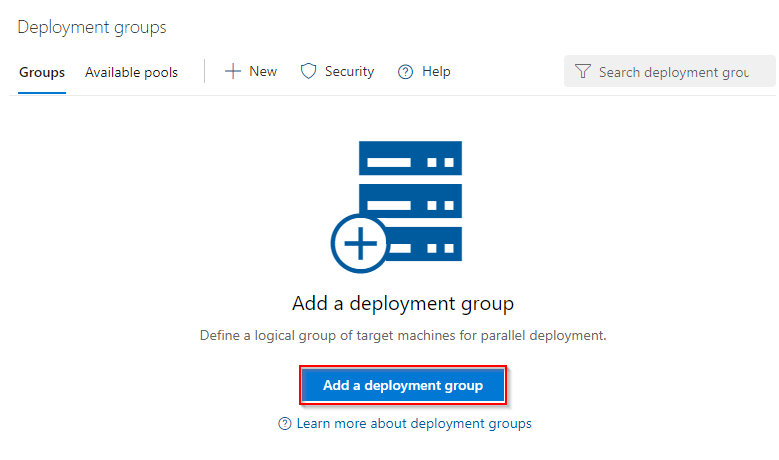 Deployment groups
Groups Available pools New Security Help Search deployment grou
Add a deployment group
Define a logical group of target machines for parallel deployment.
Add a deployment group
Learn more about deployment groups